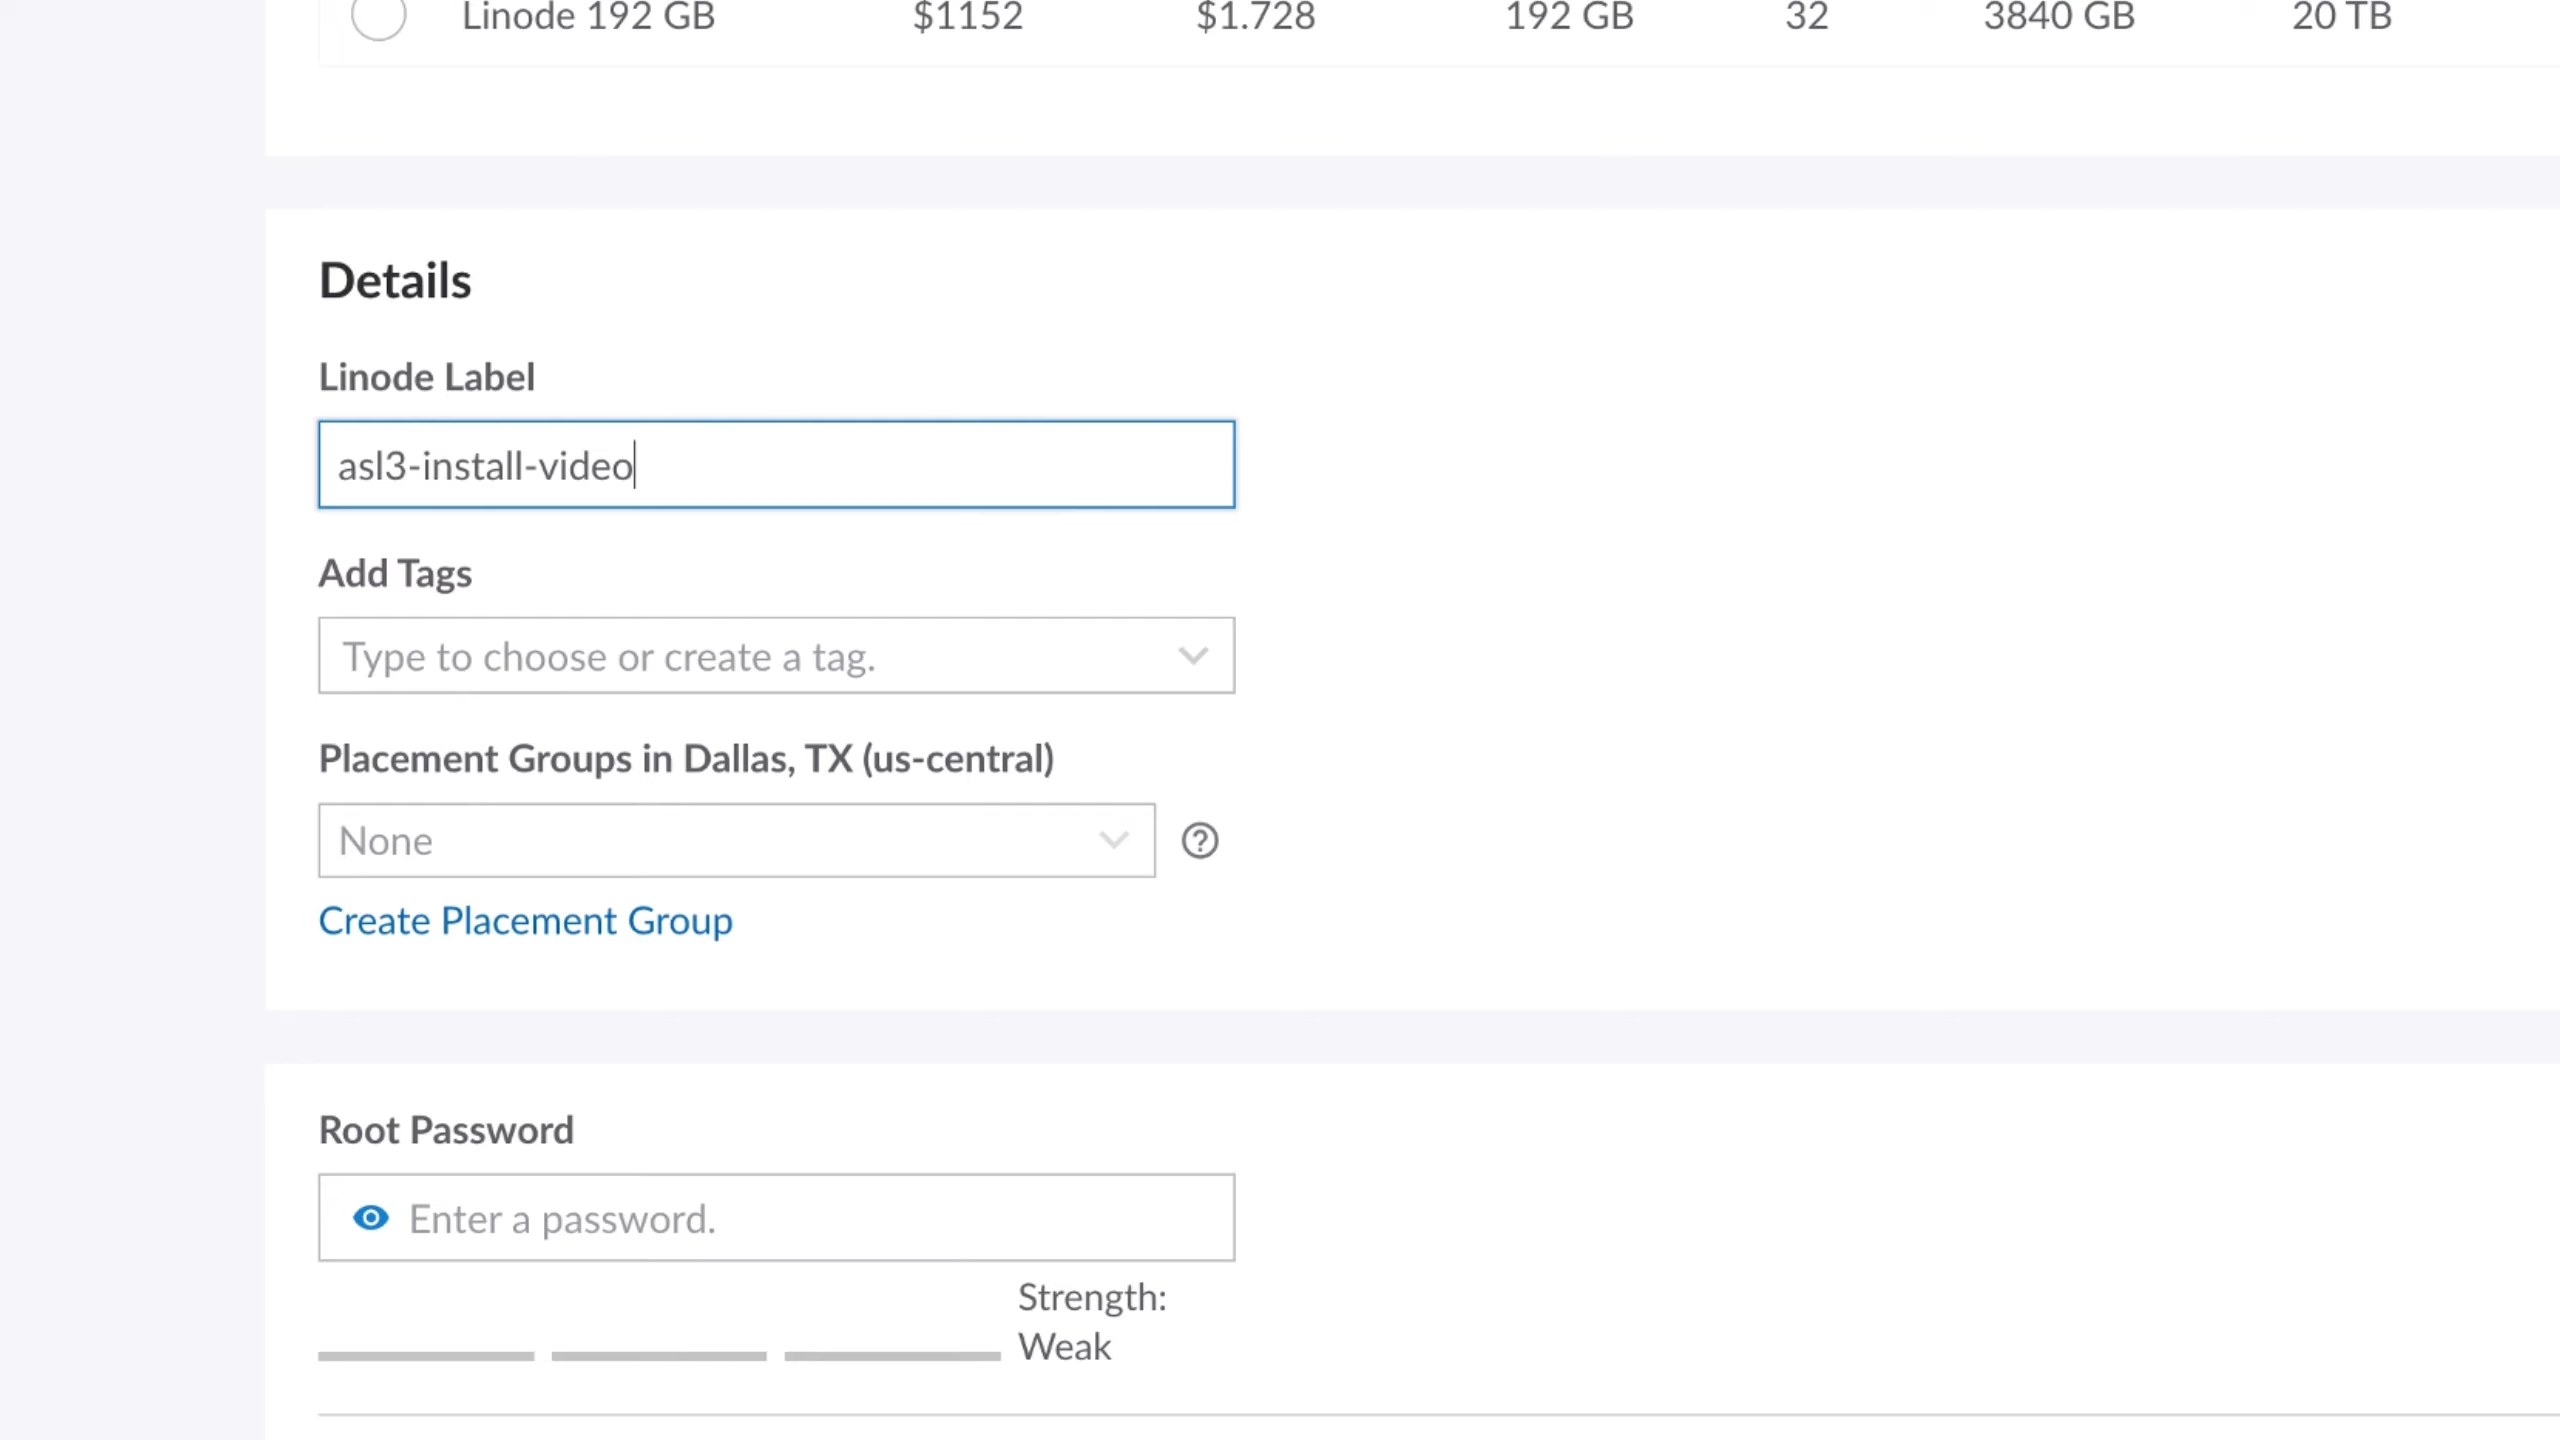 Linode 192 GB $1152 $1.728 192 GB 32 3840 GB 20 TB
Details
Linode Label
asl3-install-video
Add Tags
Type to choose or create a tag.
Placement Groups in Dallas, TX (us-central)
None
Create Placement Group
Root Password
Enter a password.
Strength:
Weak